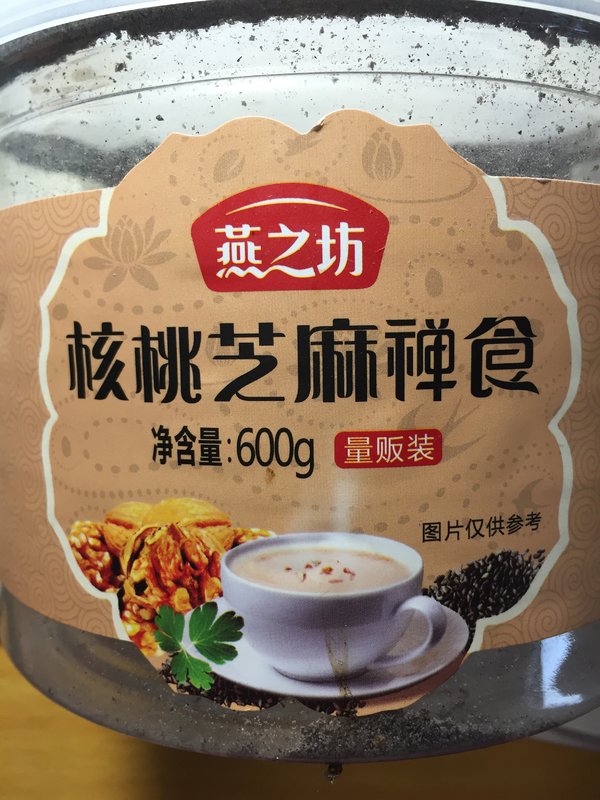 燕之坊
核桃芝麻禅食
净含量:600g 量贩装
图片仅供参考